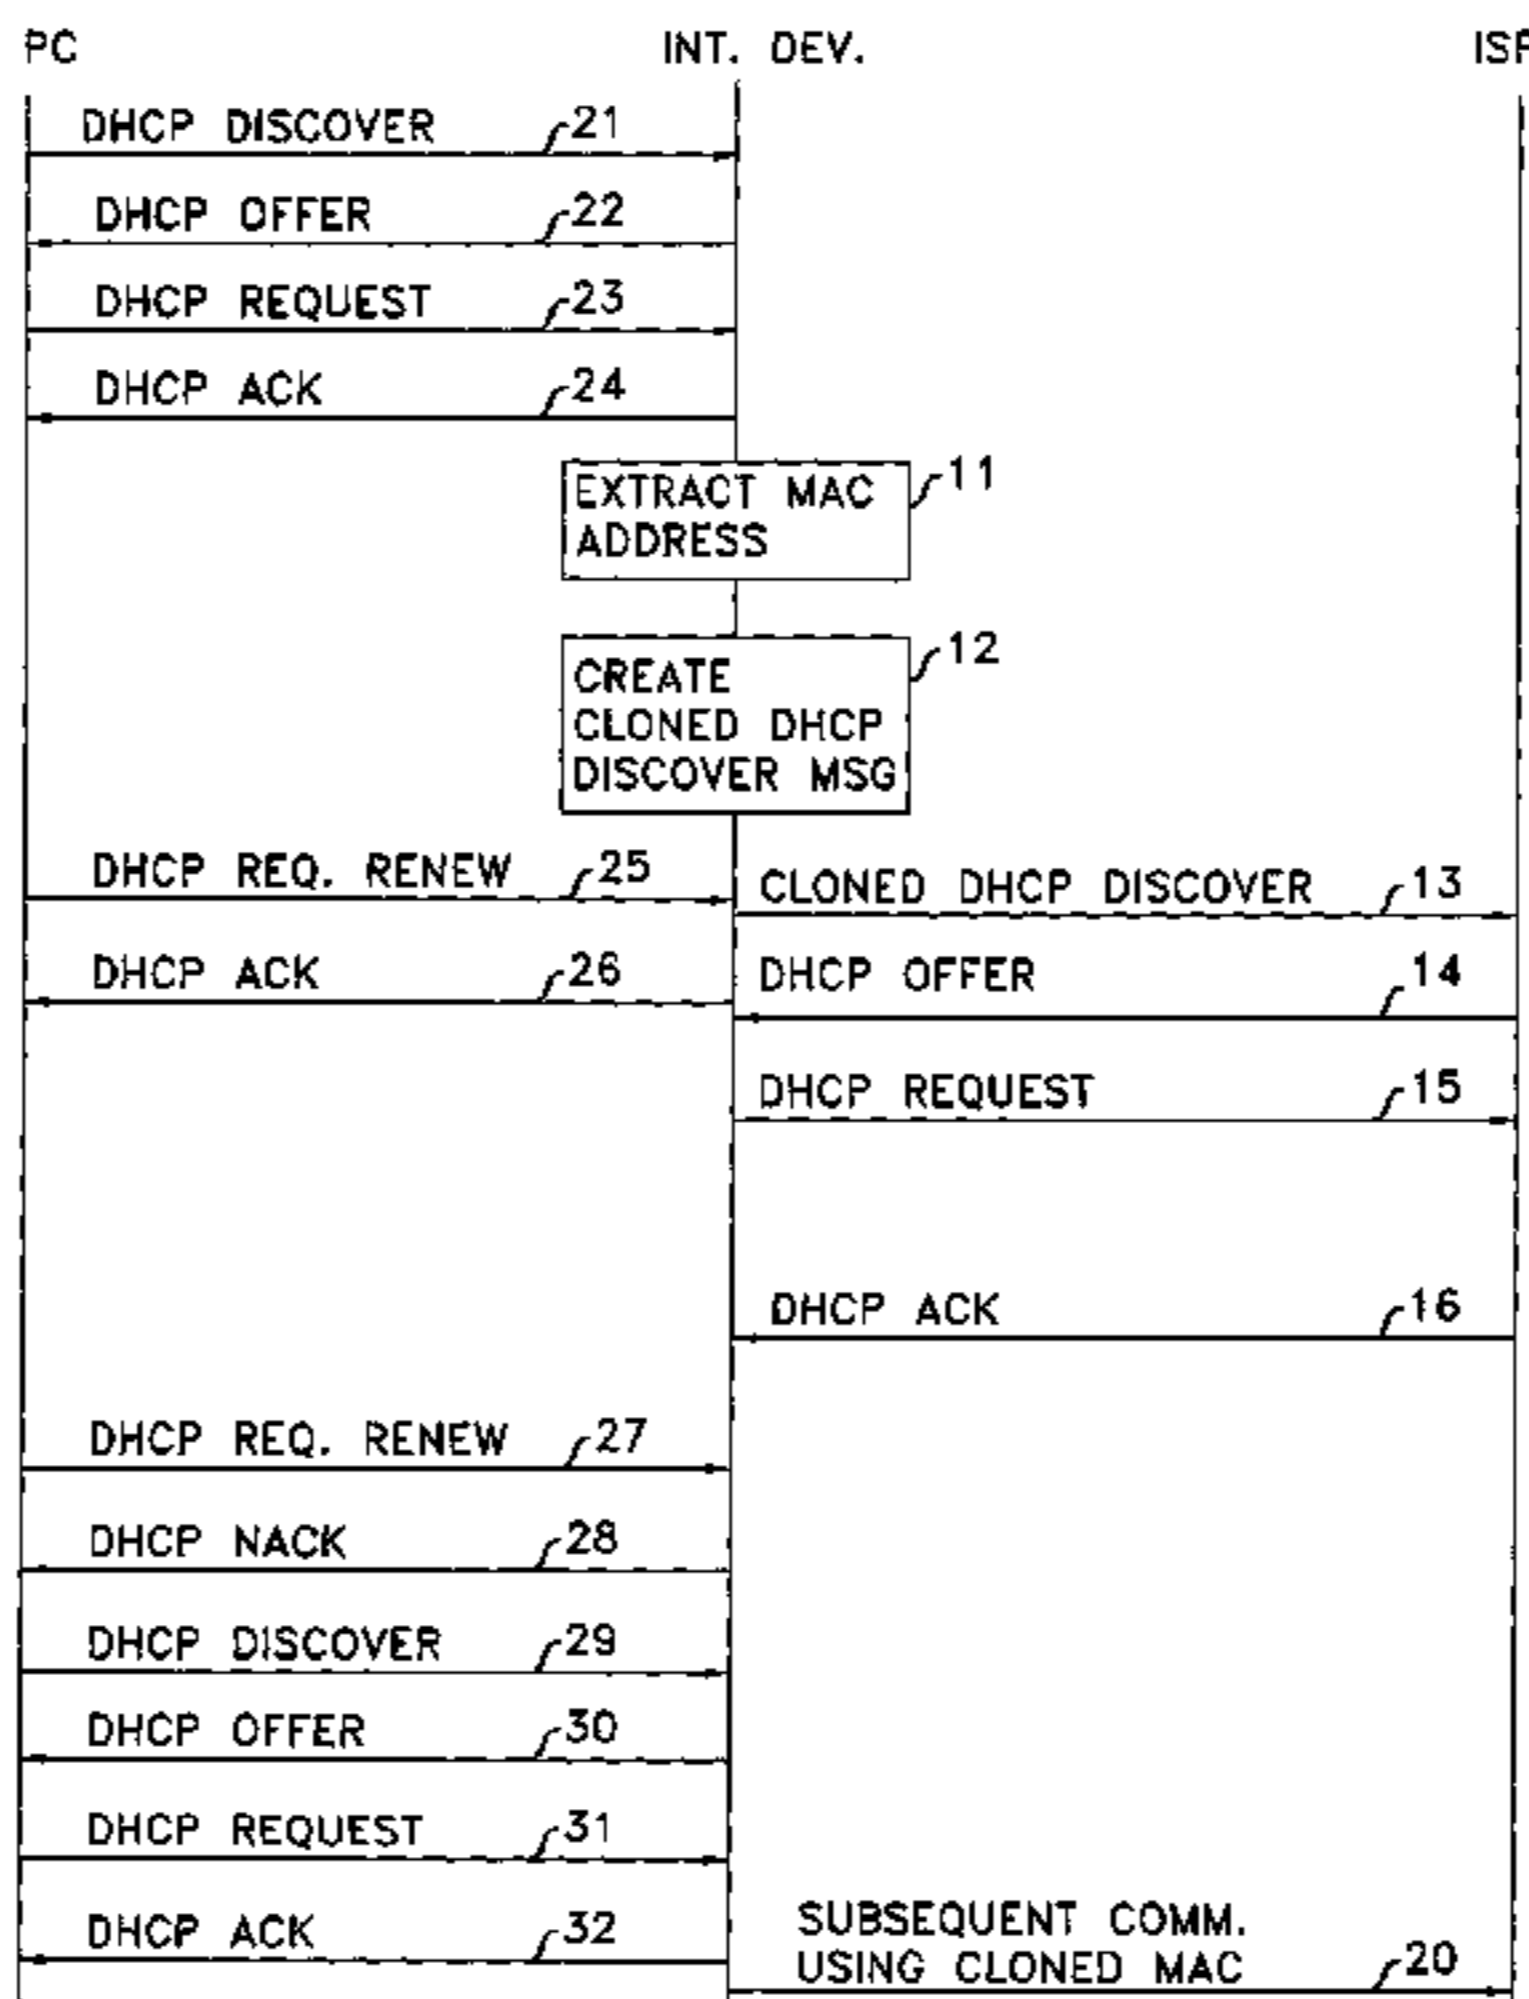 PC
INT. DEV.
ISP
DHCP DISCOVER 21
DHCP OFFER 22
DHCP REQUEST 23
DHCP ACK 24
EXTRACT MAC 11
ADDRESS
CREATE 12
CLONED DHCP
DISCOVER MSG
DHCP REQ. RENEW 25
CLONED DHCP DISCOVER 13
DHCP ACK 26
DHCP OFFER 14
DHCP REQUEST 15
DHCP ACK 16
DHCP REQ. RENEW 27
DHCP NACK 28
DHCP DISCOVER 29
DHCP OFFER 30
DHCP REQUEST 31
DHCP ACK 32
SUBSEQUENT COMM.
USING CLONED MAC 20